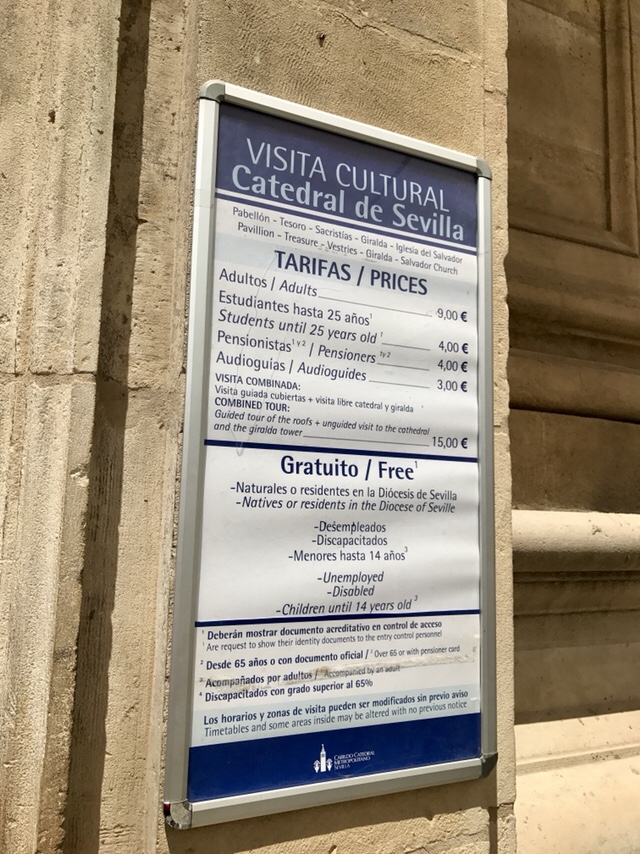 VISITA CULTURAL
Catedral de Sevilla
Pabellón - Tesoro - Sacristías - Giralda - Iglesia del Salvador
Pavillion - Treasure - Vestries - Giralda - Salvador Church
TARIFAS / PRICES
Adultos / Adults 9,00 €
Estudiantes hasta 25 años¹
Students until 25 years old ¹ 4,00 €
Pensionistas¹ ʸ ² / Pensioners ¹ʸ² 4,00 €
Audioguias / Audioguides 3,00 €
VISITA COMBINADA:
Visita guiada cubiertas + visita libre catedral y giralda
COMBINED TOUR:
Guided tour of the roofs + unguided visit to the cathedral
and the giralda tower 15,00 €
Gratuito / Free¹
-Naturales o residentes en la Diócesis de Sevilla
-Natives or residents in the Diocese of Seville
-Desempleados
-Discapacitados
-Menores hasta 14 años³
-Unemployed
-Disabled
-Children until 14 years old ³
¹ Deberán mostrar documento acreditativo en control de acceso
¹ Are request to show their identity documents to the entry control personnel
² Desde 65 años o con documento oficial / ² Over 65 or with pensioner card
³ Acompañados por adultos / ³ Accompanied by an adult
⁴ Discapacitados con grado superior al 65%
Los horarios y zonas de visita pueden ser modificados sin previo aviso
Timetables and some areas inside may be altered with no previous notice
CABILDO CATEDRAL
METROPOLITANO
SEVILLA